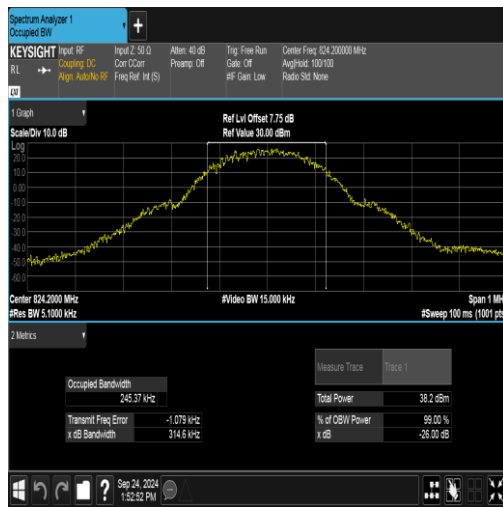 Spectrum Analyzer 1
Occupied BW
+
KEYSIGHT Input: RF Input Z: 50 Ω Atten: 40 dB Trig: Free Run Center Freq: 824.200000 MHz
RL Coupling: DC Corr CCorr Preamp: Off Gate: Off Avg|Hold: 100/100
Align: Auto/No RF Freq Ref: Int (S) #IF Gain: Low Radio Std: None
LXI
1 Graph
Ref Lvl Offset 7.75 dB
Scale/Div 10.0 dB Ref Value 30.00 dBm
Log
20.0
10.0
0.00
-10.0
-20.0
-30.0
-40.0
-50.0
-60.0
Center 824.2000 MHz #Video BW 15.000 kHz Span 1 MH
#Res BW 5.1000 kHz #Sweep 100 ms (1001 pts
2 Metrics
Measure Trace Trace 1
Occupied Bandwidth
245.37 kHz Total Power 38.2 dBm
Transmit Freq Error -1.079 kHz % of OBW Power 99.00 %
x dB Bandwidth 314.6 kHz x dB -26.00 dB
? Sep 24, 2024
1:52:52 PM